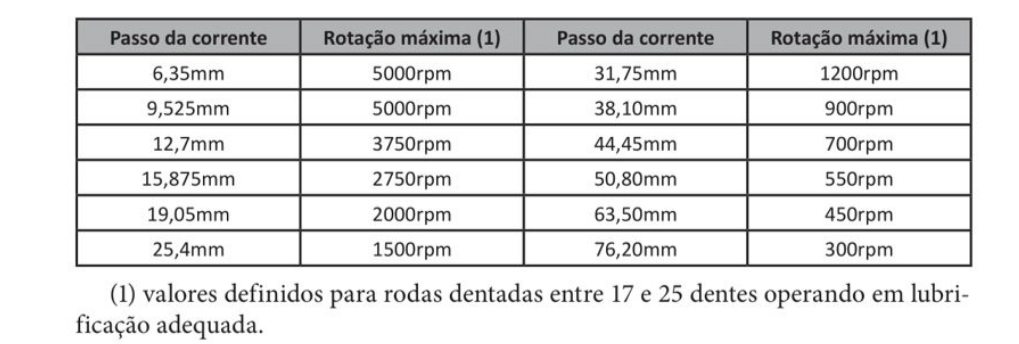 Passo da corrente Rotação máxima (1) Passo da corrente Rotação máxima (1)
6,35mm 5000rpm 31,75mm 1200rpm
9,525mm 5000rpm 38,10mm 900rpm
12,7mm 3750rpm 44,45mm 700rpm
15,875mm 2750rpm 50,80mm 550rpm
19,05mm 2000rpm 63,50mm 450rpm
25,4mm 1500rpm 76,20mm 300rpm
(1) valores definidos para rodas dentadas entre 17 e 25 dentes operando em lubri-
ficação adequada.